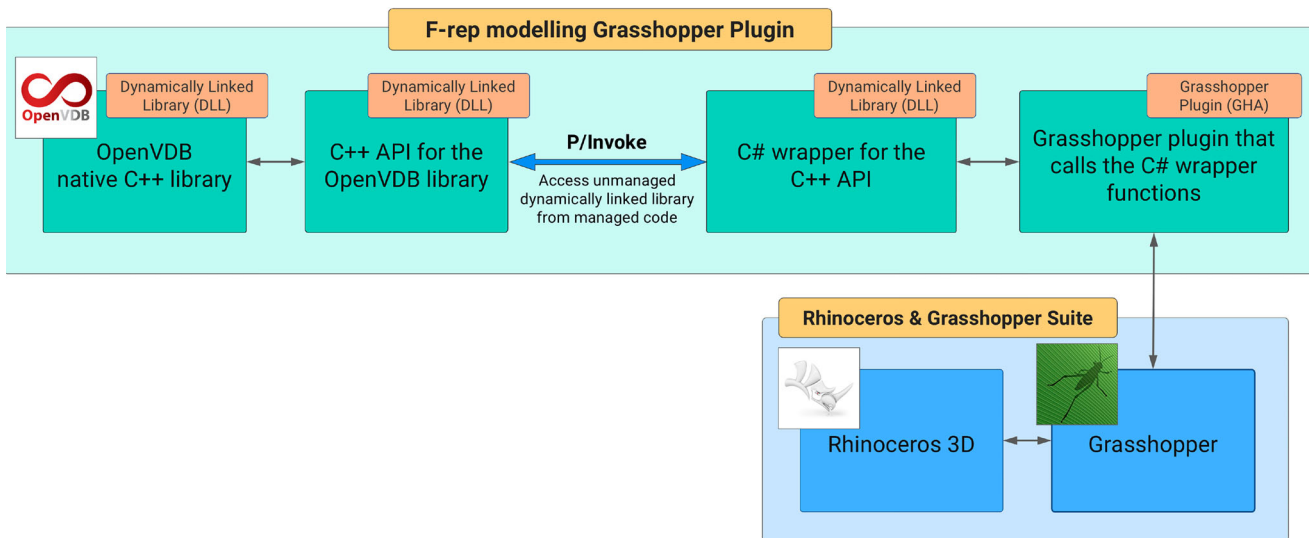 F-rep modelling Grasshopper Plugin
OpenVDB
Dynamically Linked
Library (DLL)
OpenVDB
native C++ library
Dynamically Linked
Library (DLL)
C++ API for the
OpenVDB library
P/Invoke
Access unmanaged
dynamically linked library
from managed code
Dynamically Linked
Library (DLL)
C# wrapper for the
C++ API
Grasshopper
Plugin (GHA)
Grasshopper plugin that
calls the C# wrapper
functions
Rhinoceros & Grasshopper Suite
Rhinoceros 3D
Grasshopper